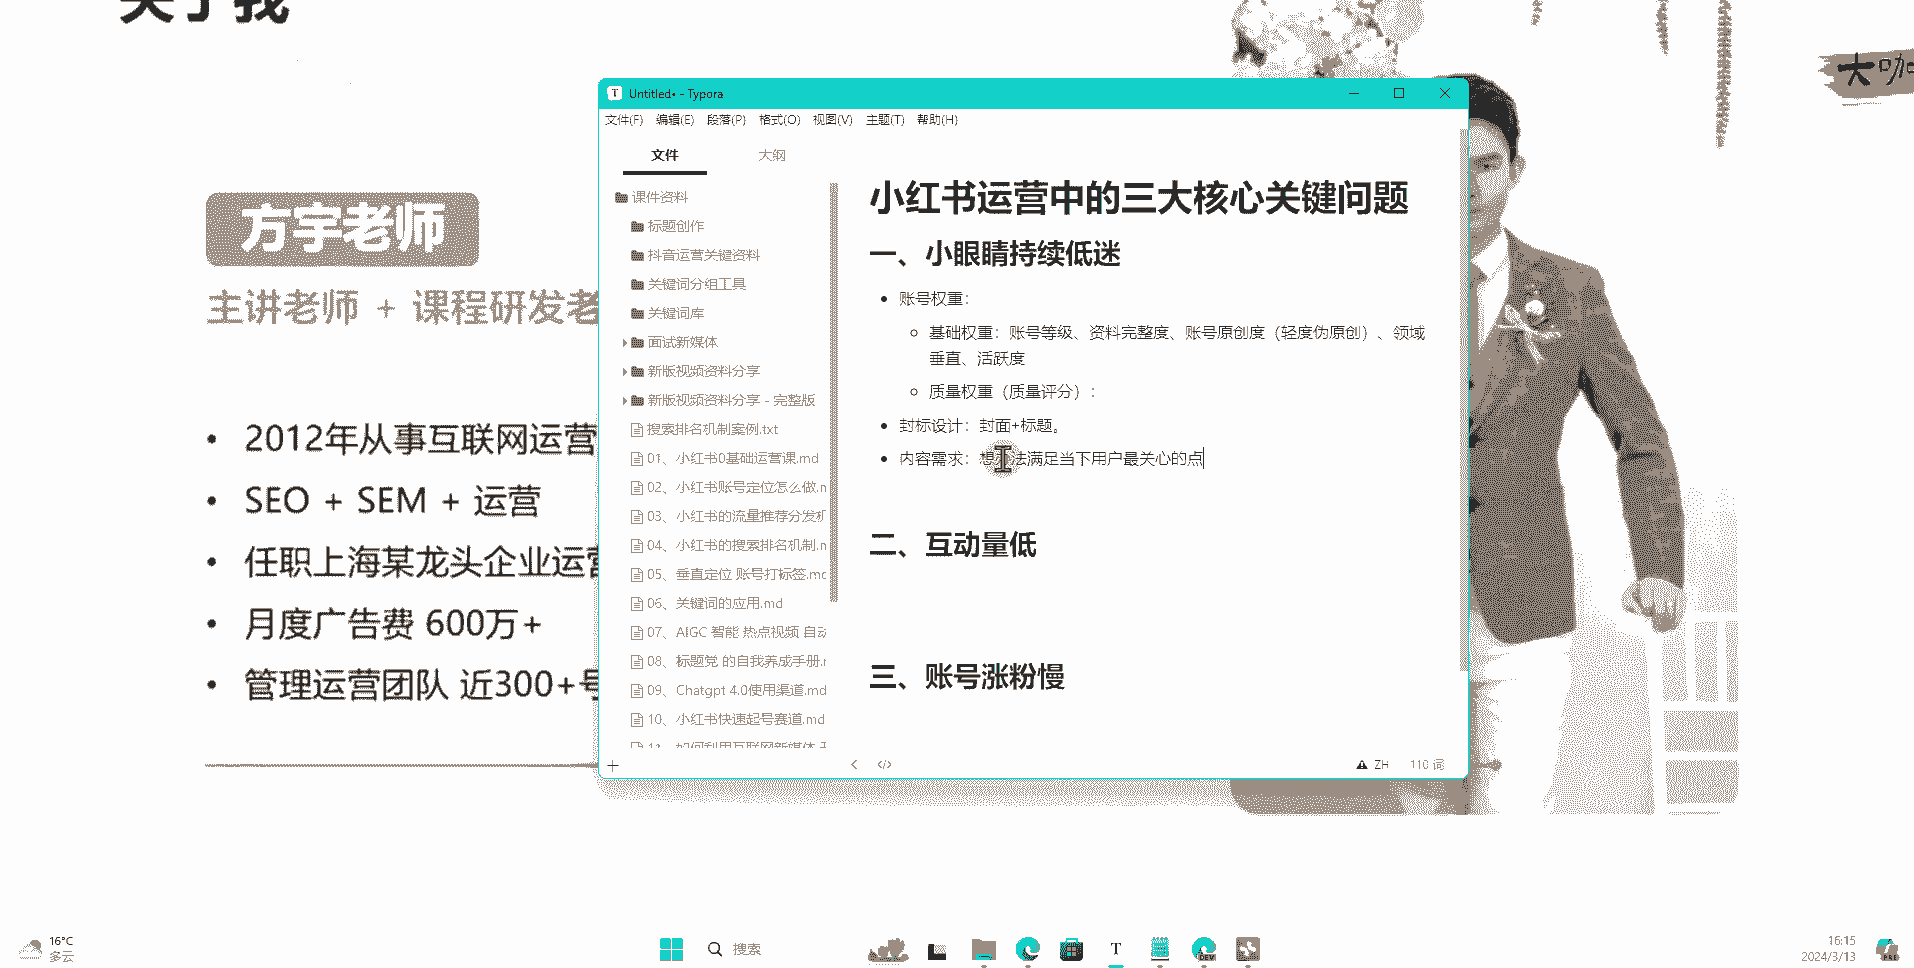 关于我
大咖
方宇老师
主讲老师 + 课程研发老
2012年从事互联网运营
SEO + SEM + 运营
任职上海某龙头企业运营
月度广告费 600万+
管理运营团队 近300+号
Untitled• - Typora
文件(F) 编辑(E) 段落(P) 格式(O) 视图(V) 主题(T) 帮助(H)
文件 大纲
课件资料
标题创作
抖音运营关键资料
关键词分组工具
关键词库
面试新媒体
新版视频资料分享
新版视频资料分享 - 完整版
搜索排名机制案例.txt
01、小红书0基础运营课.md
02、小红书账号定位怎么做.m
03、小红书的流量推荐分发机
04、小红书的搜索排名机制.m
05、垂直定位 账号打标签.md
06、关键词的应用.md
07、AIGC 智能 热点视频 自动
08、标题党 的自我养成手册.m
09、Chatgpt 4.0使用渠道.md
10、小红书快速起号赛道.md
11、如何利用互联网新媒体
小红书运营中的三大核心关键问题
一、小眼睛持续低迷
账号权重：
基础权重：账号等级、资料完整度、账号原创度（轻度伪原创）、领域
垂直、活跃度
质量权重（质量评分）：
封标设计：封面+标题。
内容需求：想办法满足当下用户最关心的点
二、互动量低
三、账号涨粉慢
ZH 110 词
16°C
多云
搜索
T
DEV
16:15
2024/3/13
PRE